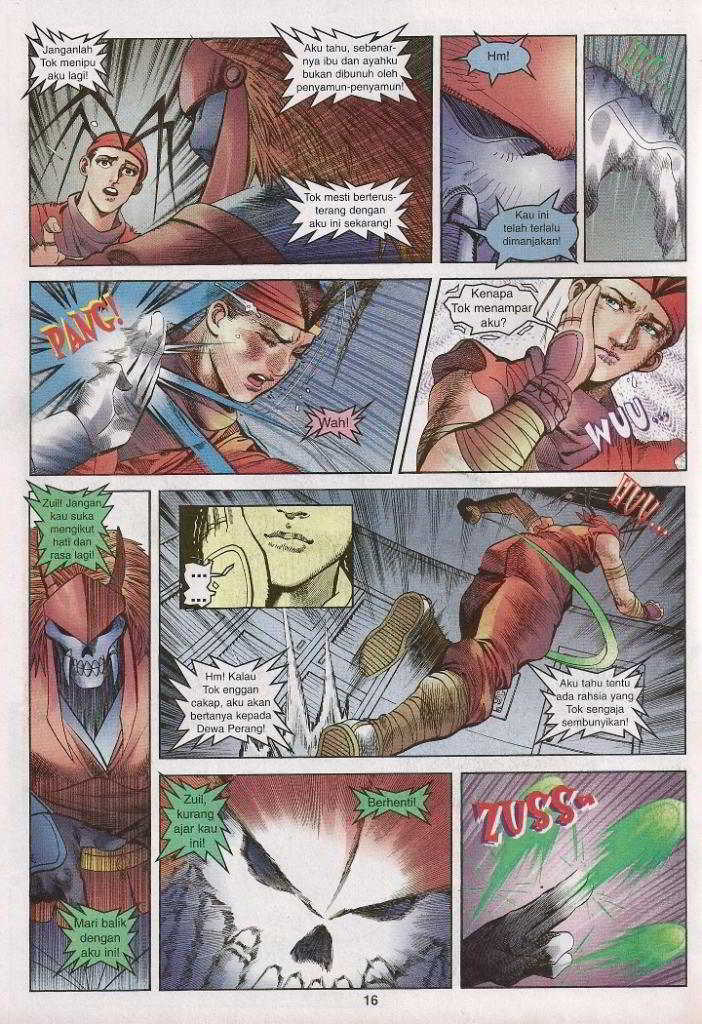 Janganlah
Tok menipu
aku lagi!
Aku tahu, sebenar-
nya ibu dan ayahku
bukan dibunuh oleh
penyamun-penyamun!
Tok mesti berterus-
terang dengan
aku ini sekarang!
Hm!
Kau ini
telah terlalu
dimanjakan!
PANG!
Wah!
Kenapa
Tok menampar
aku?
WUU...
Zuil! Jangan
kau suka
mengikut
hati dan
rasa lagi!
Mari balik
dengan
aku ini!
HUU...
...
...
Hm! Kalau
Tok enggan
cakap, aku akan
bertanya kepada
Dewa Perang!
Aku tahu tentu
ada rahsia yang
Tok sengaja
sembunyikan!
Zuil,
kurang
ajar kau
ini!
Berhenti!
ZUSS...
16